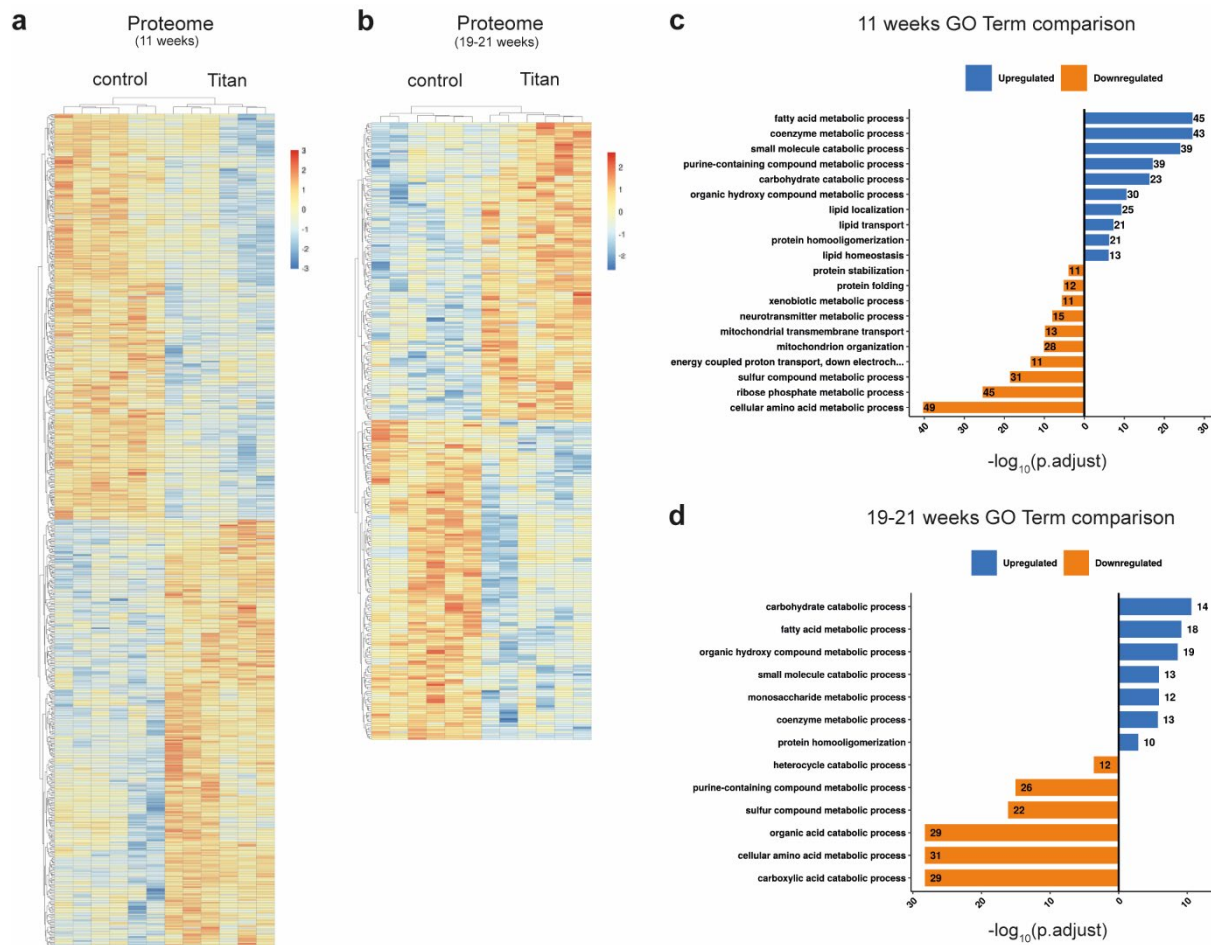 a
Proteome
(11 weeks)
control
Titan
3
2
1
0
-1
-2
-3
b
Proteome
(19-21 weeks)
control
Titan
2
1
0
-1
-2
c
11 weeks GO Term comparison
Upregulated
Downregulated
fatty acid metabolic process 45
coenzyme metabolic process 43
small molecule catabolic process 39
purine-containing compound metabolic process 39
carbohydrate catabolic process 23
organic hydroxy compound metabolic process 30
lipid localization 25
lipid transport 21
protein homooligomerization 21
lipid homeostasis 13
protein stabilization 11
protein folding 12
xenobiotic metabolic process 11
neurotransmitter metabolic process 15
mitochondrial transmembrane transport 13
mitochondrion organization 28
energy coupled proton transport, down electroch... 11
sulfur compound metabolic process 31
ribose phosphate metabolic process 45
cellular amino acid metabolic process 49
40 30 20 10 0 10 20 30
-log10(p.adjust)
d
19-21 weeks GO Term comparison
Upregulated
Downregulated
carbohydrate catabolic process 14
fatty acid metabolic process 18
organic hydroxy compound metabolic process 19
small molecule catabolic process 13
monosaccharide metabolic process 12
coenzyme metabolic process 13
protein homooligomerization 10
heterocycle catabolic process 12
purine-containing compound metabolic process 26
sulfur compound metabolic process 22
organic acid catabolic process 29
cellular amino acid metabolic process 31
carboxylic acid catabolic process 29
30 20 10 0 10
-log10(p.adjust)